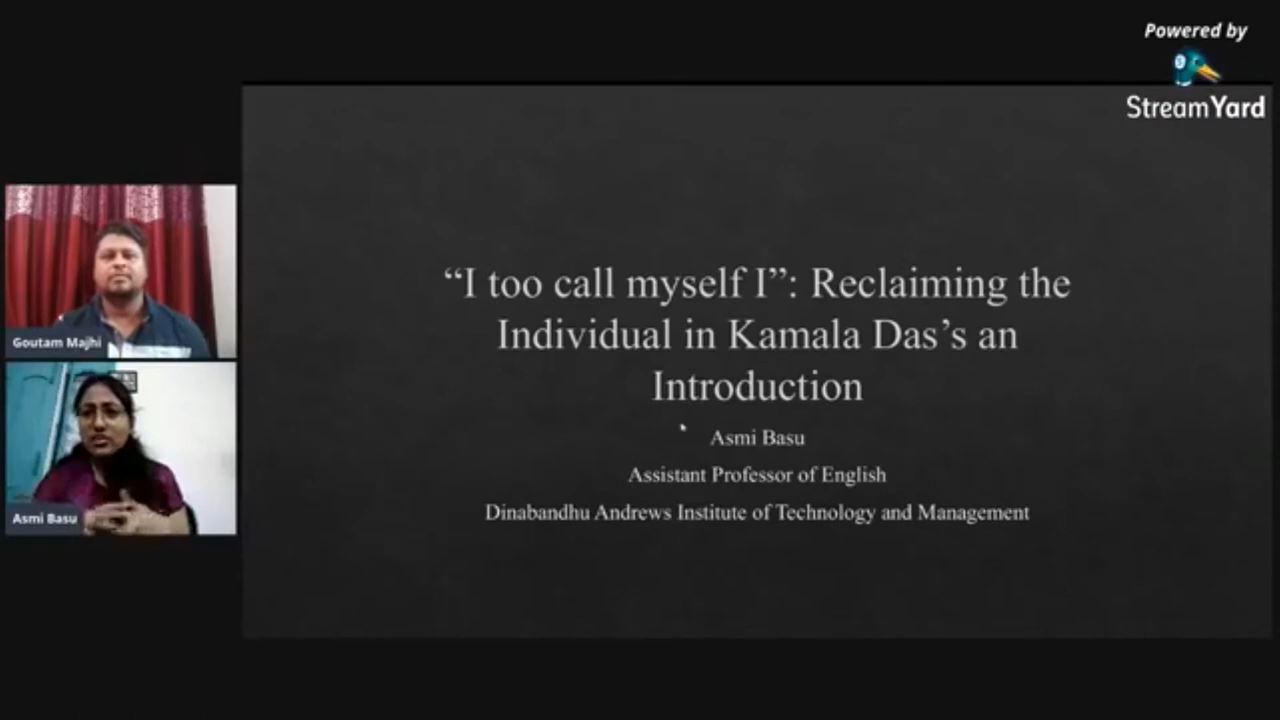 Powered by
StreamYard
Goutam Majhi
Asmi Basu
“I too call myself I”: Reclaiming the
Individual in Kamala Das’s an
Introduction
Asmi Basu
Assistant Professor of English
Dinabandhu Andrews Institute of Technology and Management